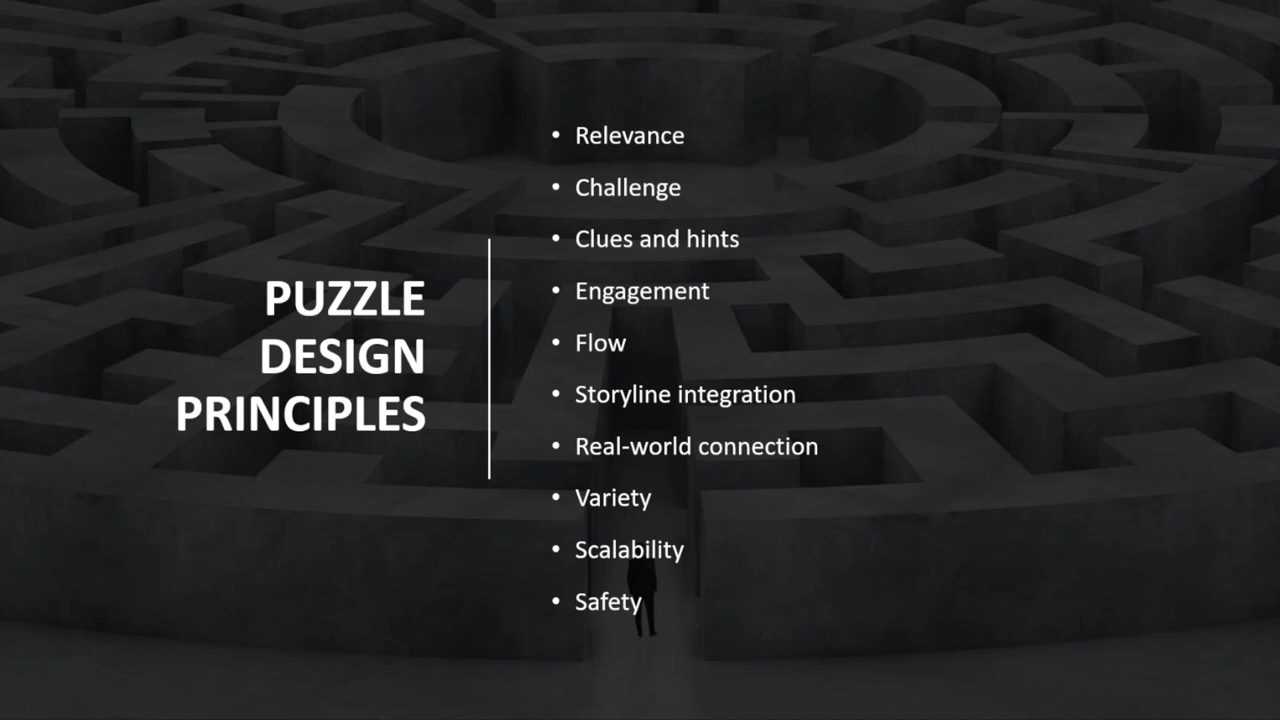 PUZZLE
DESIGN
PRINCIPLES
• Relevance
• Challenge
• Clues and hints
• Engagement
• Flow
• Storyline integration
• Real-world connection
• Variety
• Scalability
• Safety